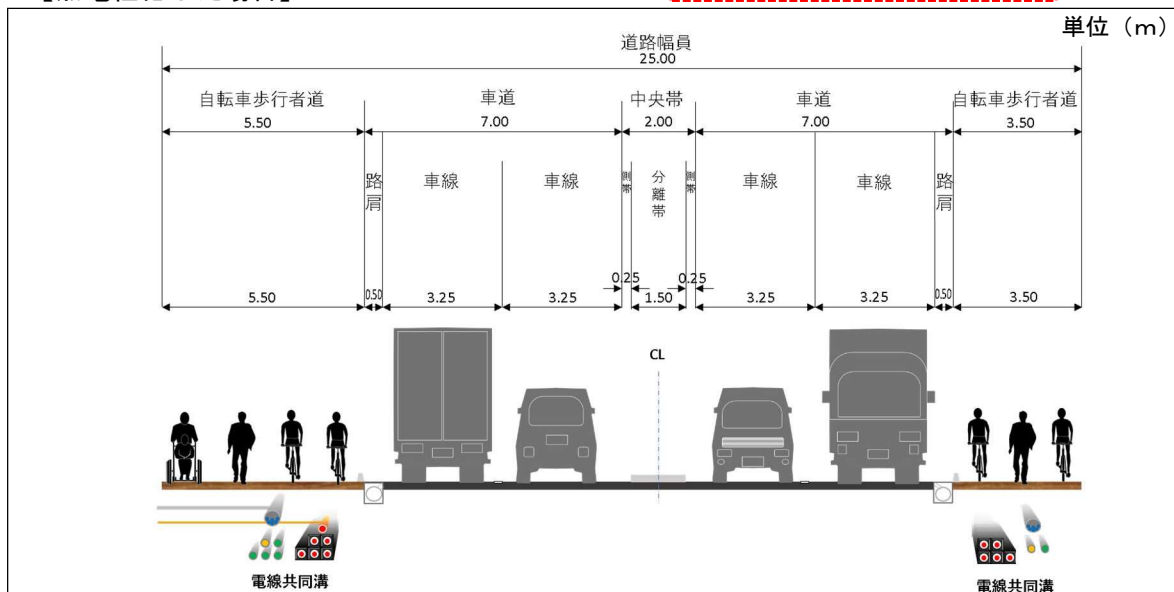 単位（m）
道路幅員
25.00
自転車歩行者道 車道 中央帯 車道 自転車歩行者道
5.50 7.00 2.00 7.00 3.50
路肩 車線 車線 側帯 分離帯 側帯 車線 車線 路肩
0.25 0.25
5.50 0.50 3.25 3.25 1.50 3.25 3.25 0.50 3.50
CL
電線共同溝 電線共同溝